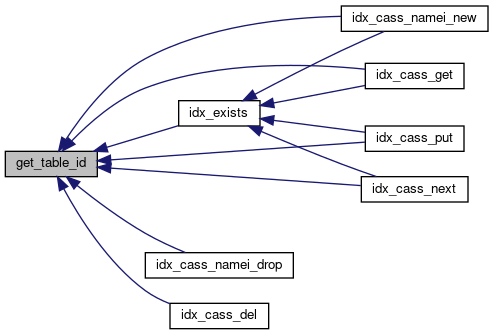 idx_cass_namei_new
idx_cass_get
idx_exists
idx_cass_put
get_table_id
idx_cass_next
idx_cass_namei_drop
idx_cass_del